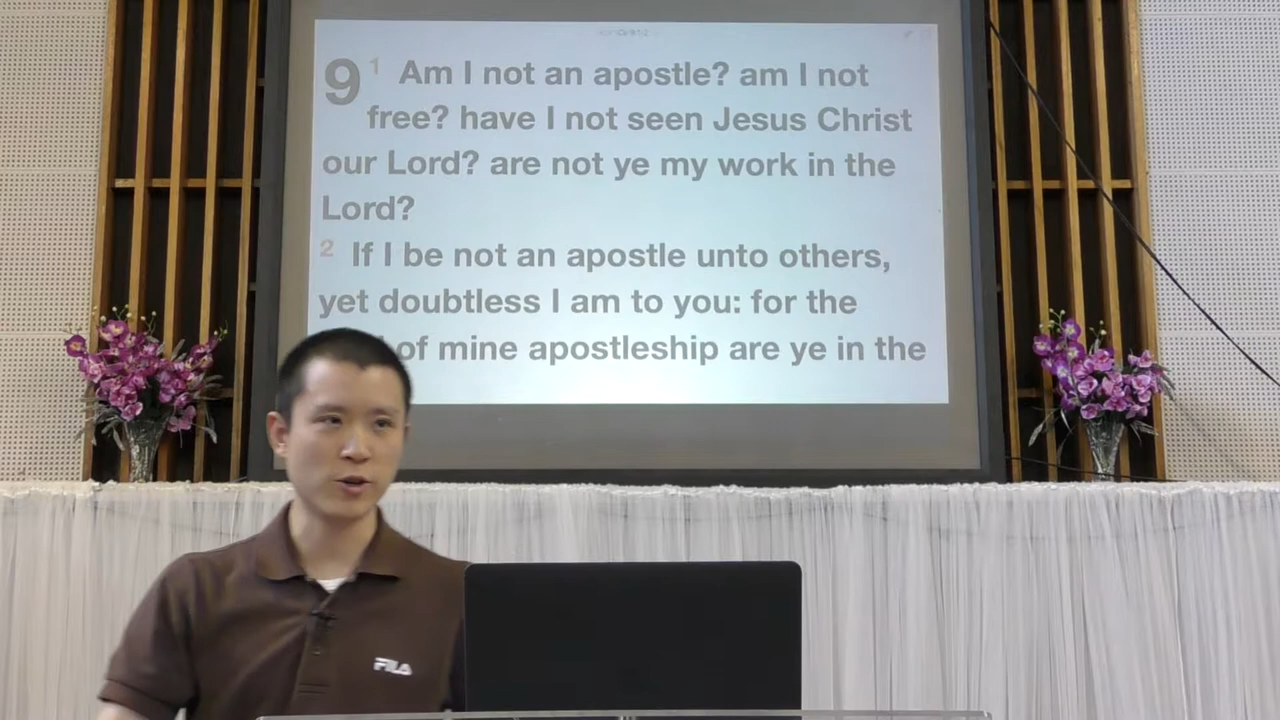 9 1 Am I not an apostle? am I not
free? have I not seen Jesus Christ
our Lord? are not ye my work in the
Lord?
2 If I be not an apostle unto others,
yet doubtless I am to you: for the
of mine apostleship are ye in the
FILA